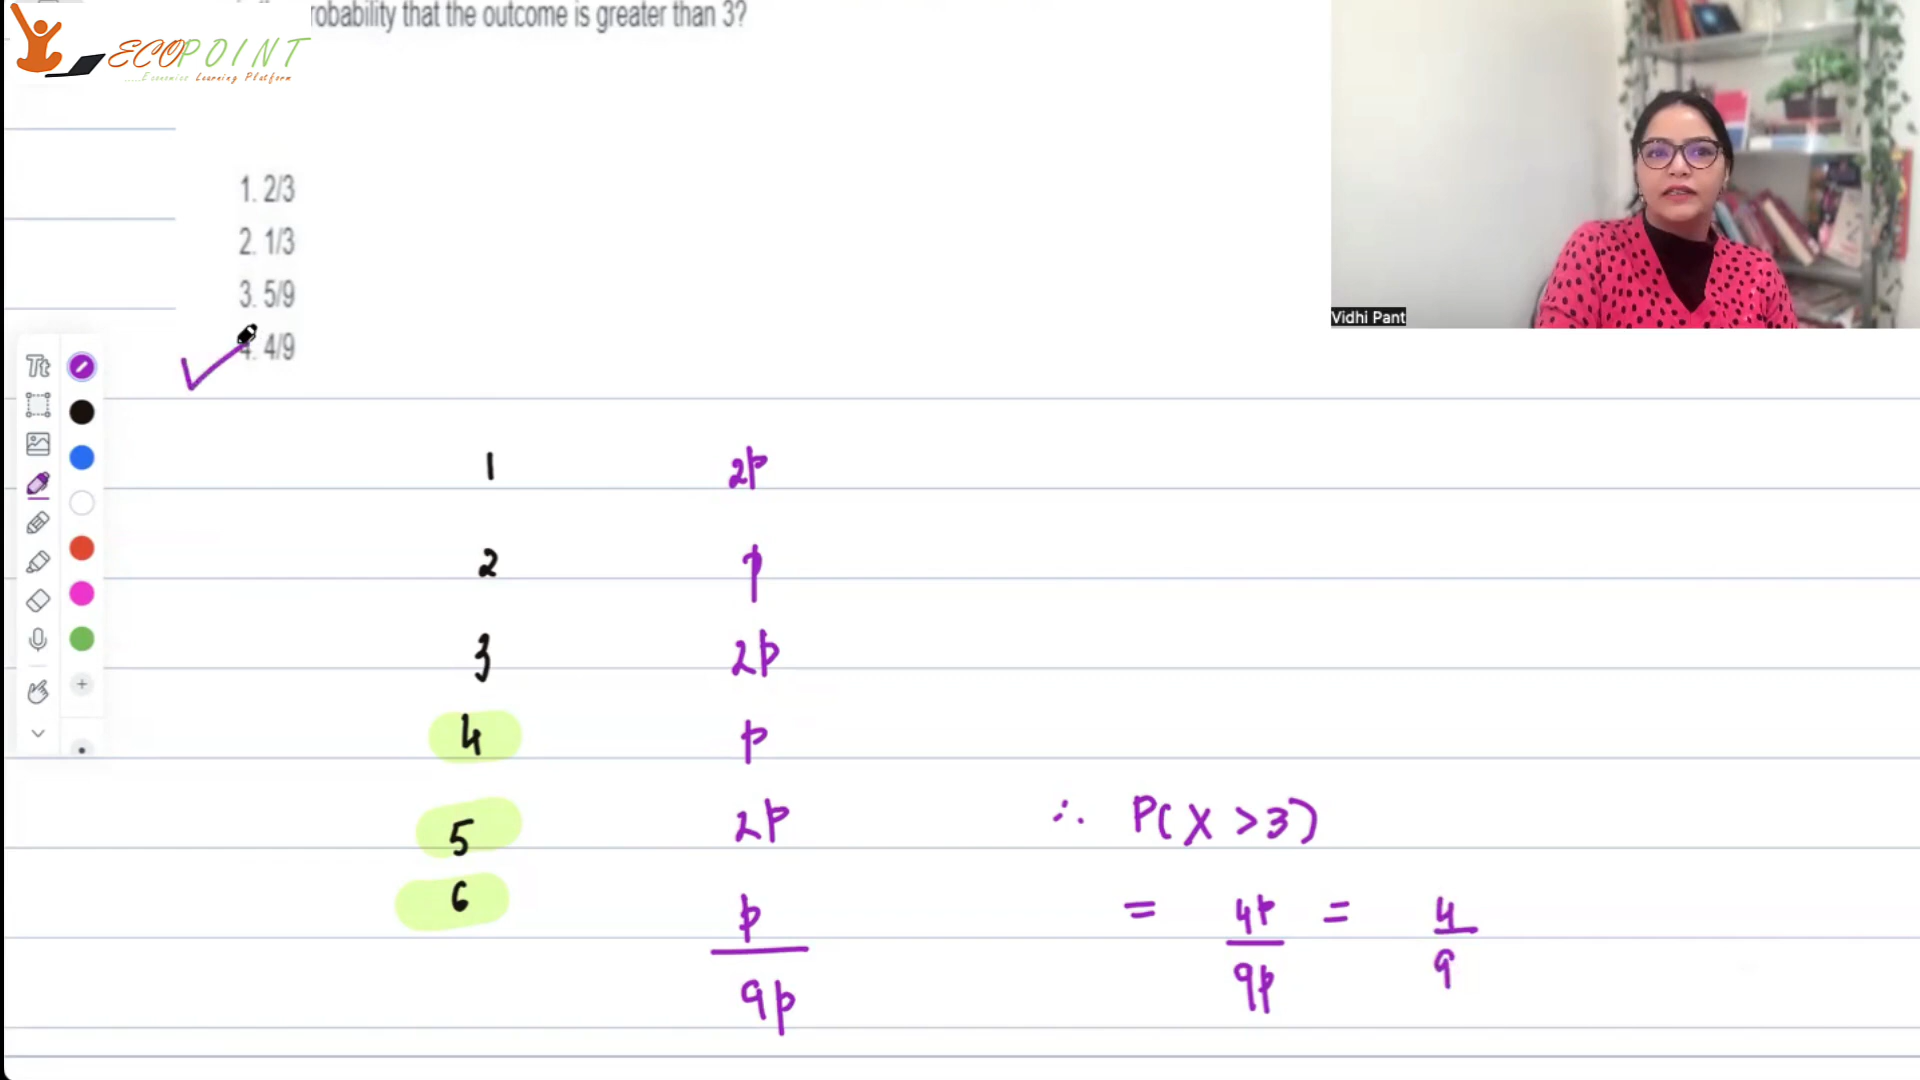 robability that the outcome is greater than 3?
ECOPOINT
.....Economics Learning Platform
1. 2/3
2. 1/3
3. 5/9
4. 4/9
Vidhi Pant
Tt
1 2p
2 p
3 2p
4 p
5 2p
6 p
9p
∴ P(X > 3)
= 4p/9p = 4/9